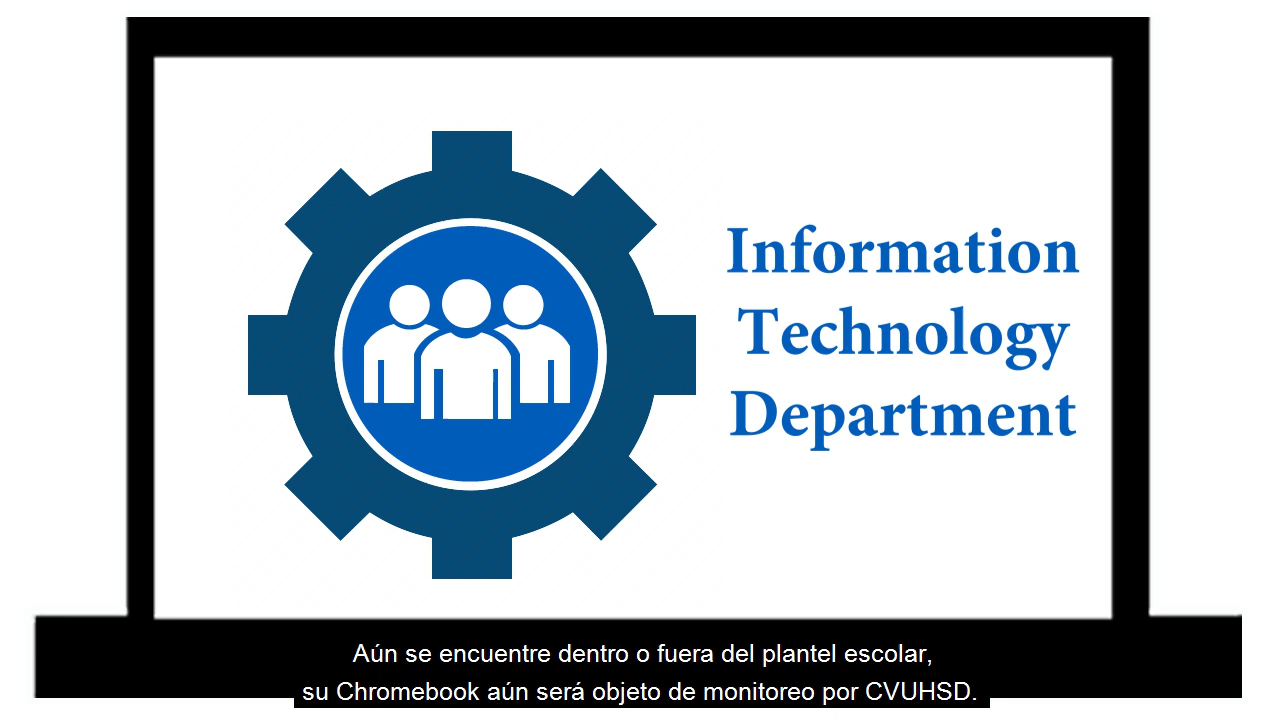 Information
Technology
Department
Aún se encuentre dentro o fuera del plantel escolar,
su Chromebook aún será objeto de monitoreo por CVUHSD.